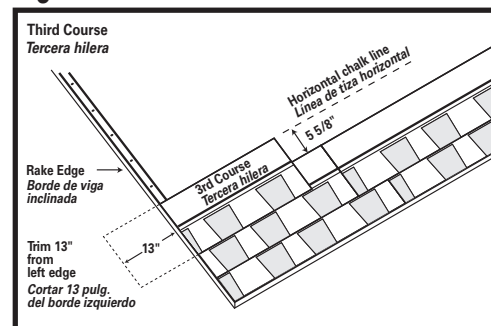 Third Course
Tercera hilera
Horizontal chalk line
Línea de tiza horizontal
5 5/8"
3rd Course
Tercera hilera
Rake Edge
Borde de viga
inclinada
13"
Trim 13"
from
left edge
Cortar 13 pulg.
del borde izquierdo